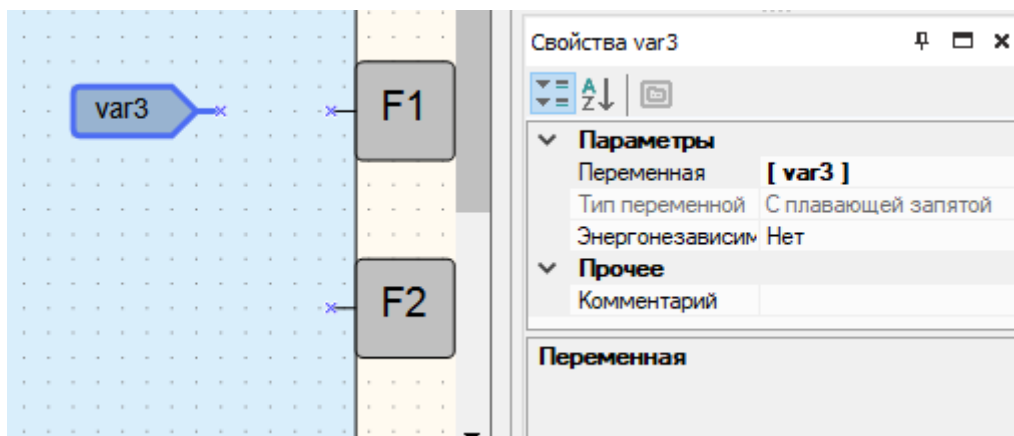 var3
F1
F2
Свойства var3
A
Z
Параметры
Переменная [ var3 ]
Тип переменной С плавающей запятой
Энергонезависим Нет
Прочее
Комментарий
Переменная